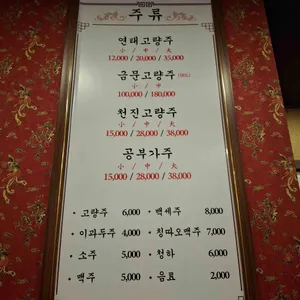 주 류
연태고량주
小 / 中 / 大
12,000 / 20,000 / 35,000
금문고량주
小 / 中
100,000 / 180,000
천진고량주
小 / 中 / 大
15,000 / 28,000 / 38,000
공부가주
小 / 中 / 大
15,000 / 28,000 / 38,000
· 고량주 6,000 · 백세주 8,000
· 이과두주 4,000 · 칭따오맥주 7,000
· 소주 5,000 · 청하 6,000
· 맥주 5,000 · 음료 2,000